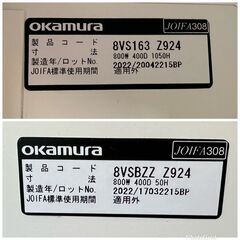 okamura JOIFA308
製品コード 8VS163 Z924
寸法 800W 400D 1050H
製造年/ロットNo. 2022/20042215BP
JOIFA標準使用期間 適用外
okamura JOIFA308
製品コード 8VSBZZ Z924
寸法 800W 400D 50H
製造年/ロットNo. 2022/17032215BP
JOIFA標準使用期間 適用外